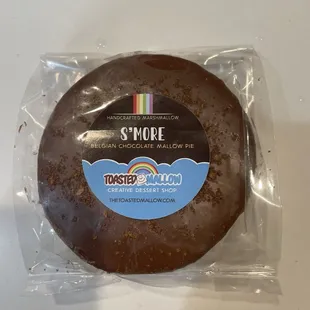 HANDCRAFTED MARSHMALLOW
S'MORE
BELGIAN CHOCOLATE MALLOW PIE
TOASTED MALLOW
CREATIVE DESSERT SHOP
THETOASTEDMALLOW.COM